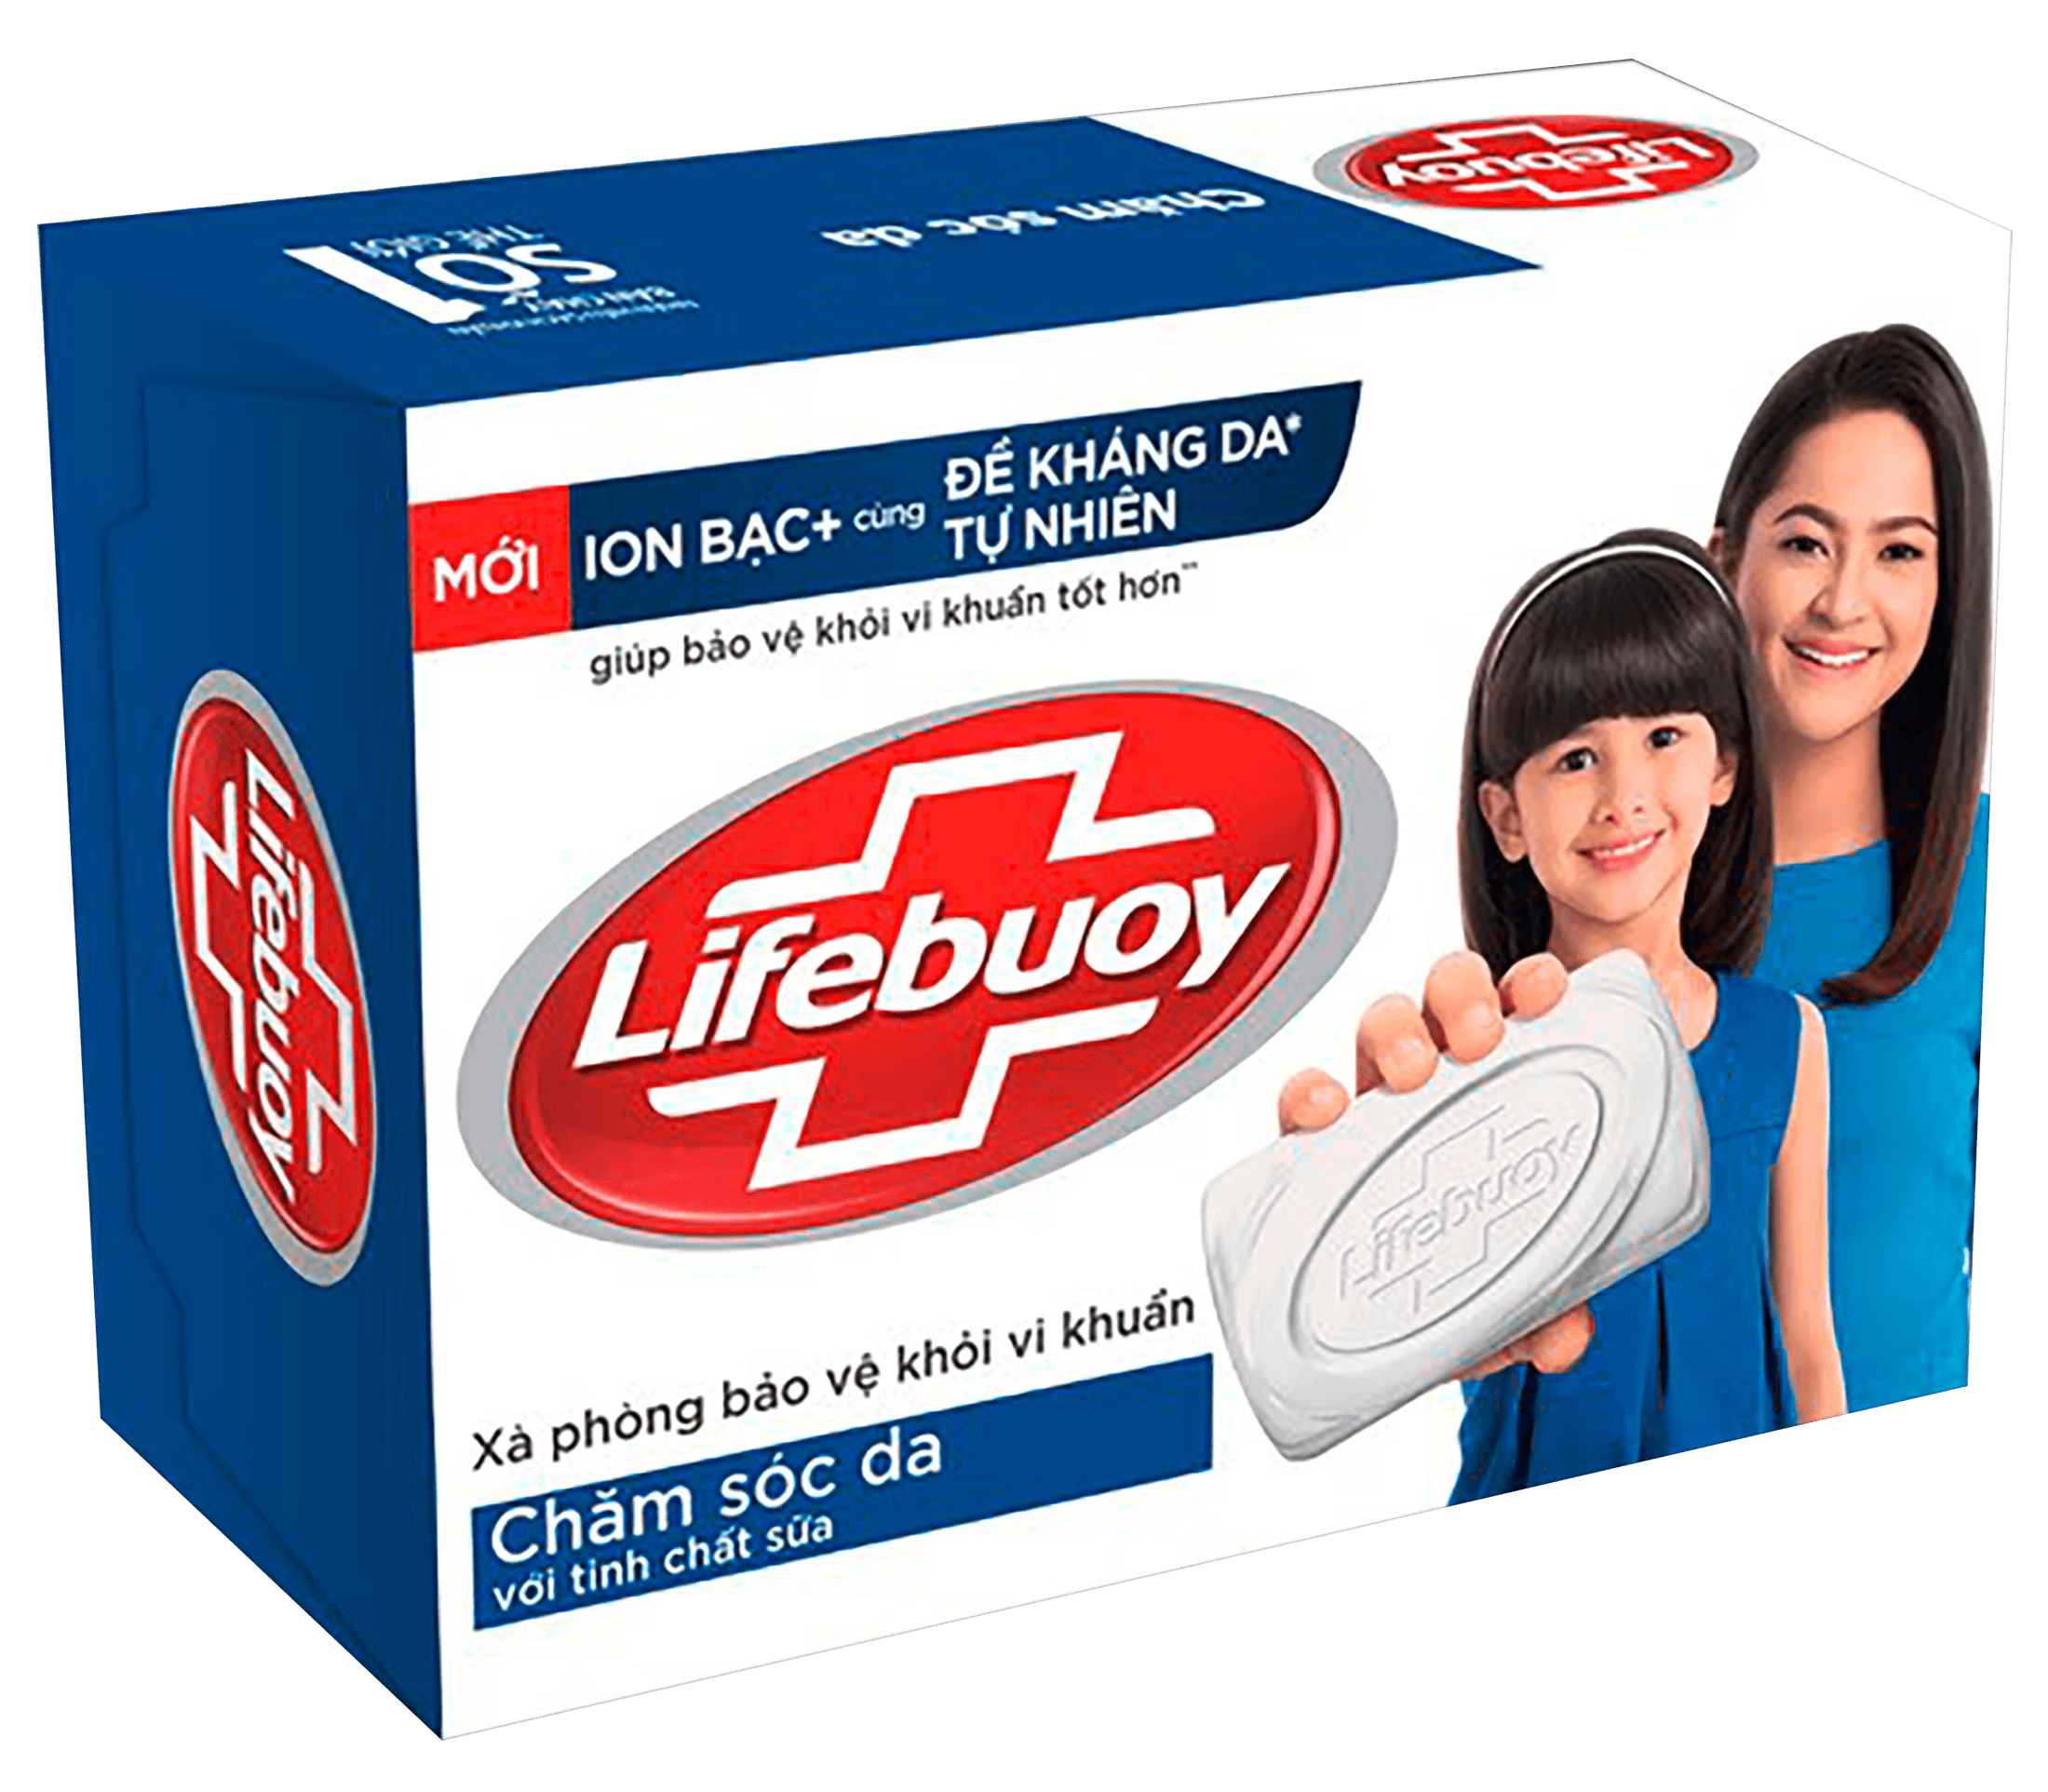 Lifebuoy
Chăm sóc da
SỐ 1
THẾ GIỚI
MỚI
ION BẠC+ cùng
ĐỀ KHÁNG DA*
TỰ NHIÊN
giúp bảo vệ khỏi vi khuẩn tốt hơn**
Lifebuoy
Lifebuoy
Lifebuoy
Xà phòng bảo vệ khỏi vi khuẩn
Chăm sóc da
với tinh chất sữa